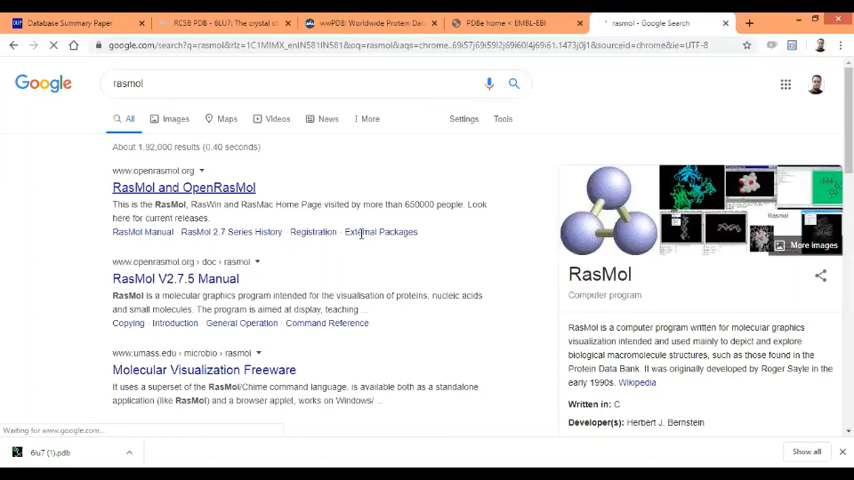 Database Summary Paper
RCSB PDB - 6LU7: The crystal st
wwPDB: Worldwide Protein Data
PDBe home < EMBL-EBI
rasmol - Google Search
google.com/search?q=rasmol&rlz=1C1MIMX_enIN581IN581&oq=rasmol&aqs=chrome..69i57j69i59l2j69i60l4j69i61.1473j0j1&sourceid=chrome&ie=UTF-8
Google
rasmol
All
Images
Maps
Videos
News
More
Settings
Tools
About 1,92,000 results (0.40 seconds)
www.openrasmol.org
RasMol and OpenRasMol
This is the RasMol, RasWin and RasMac Home Page visited by more than 650000 people. Look
here for current releases.
RasMol Manual · RasMol 2.7 Series History · Registration · External Packages
www.openrasmol.org › doc › rasmol
RasMol V2.7.5 Manual
RasMol is a molecular graphics program intended for the visualisation of proteins, nucleic acids
and small molecules. The program is aimed at display, teaching ...
Copying · Introduction · General Operation · Command Reference
www.umass.edu › microbio › rasmol
Molecular Visualization Freeware
It uses a superset of the RasMol/Chime command language, is available both as a standalone
application (like RasMol) and a browser applet, works on Windows/ ...
RasMol
More images
RasMol
Computer program
RasMol is a computer program written for molecular graphics
visualization intended and used mainly to depict and explore
biological macromolecule structures, such as those found in the
Protein Data Bank. It was originally developed by Roger Sayle in the
early 1990s. Wikipedia
Written in: C
Developer(s): Herbert J. Bernstein
Waiting for www.google.com...
6lu7 (1).pdb
Show all